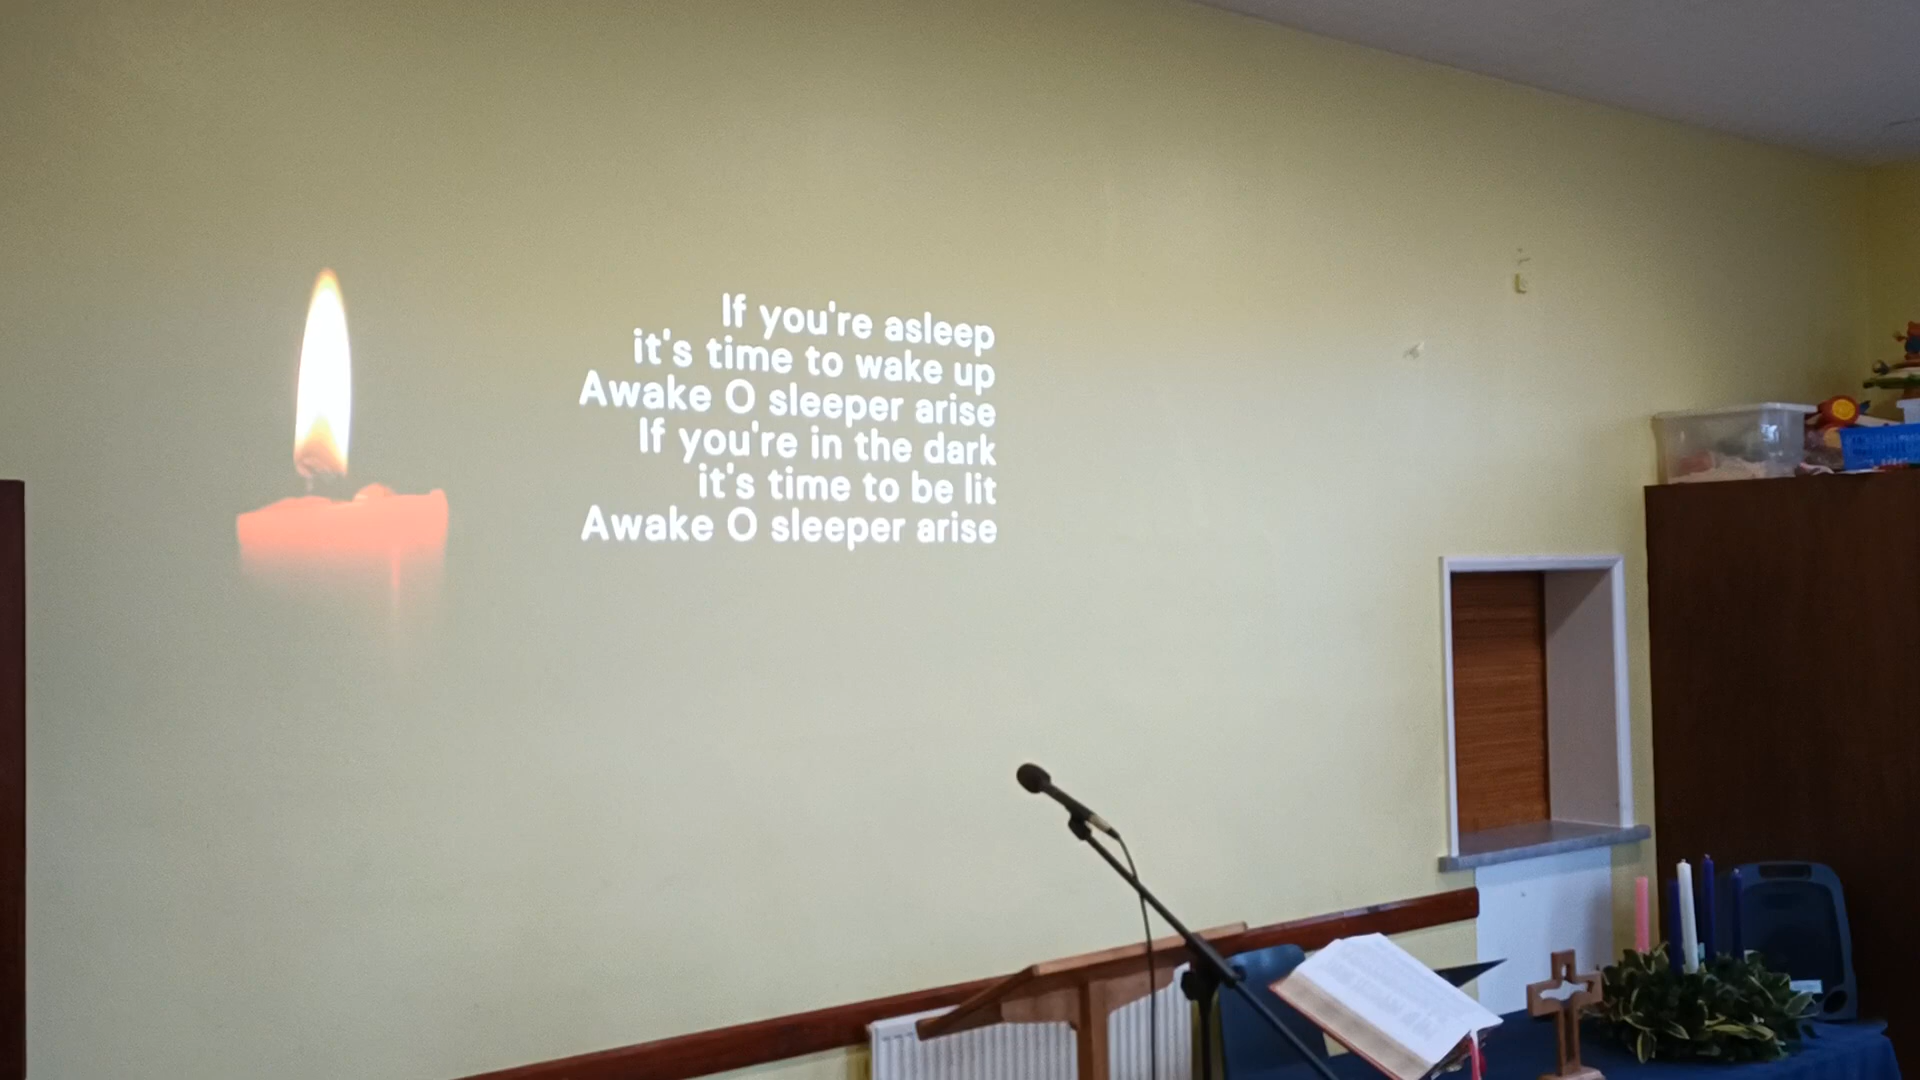 If you're asleep
it's time to wake up
Awake O sleeper arise
If you're in the dark
it's time to be lit
Awake O sleeper arise